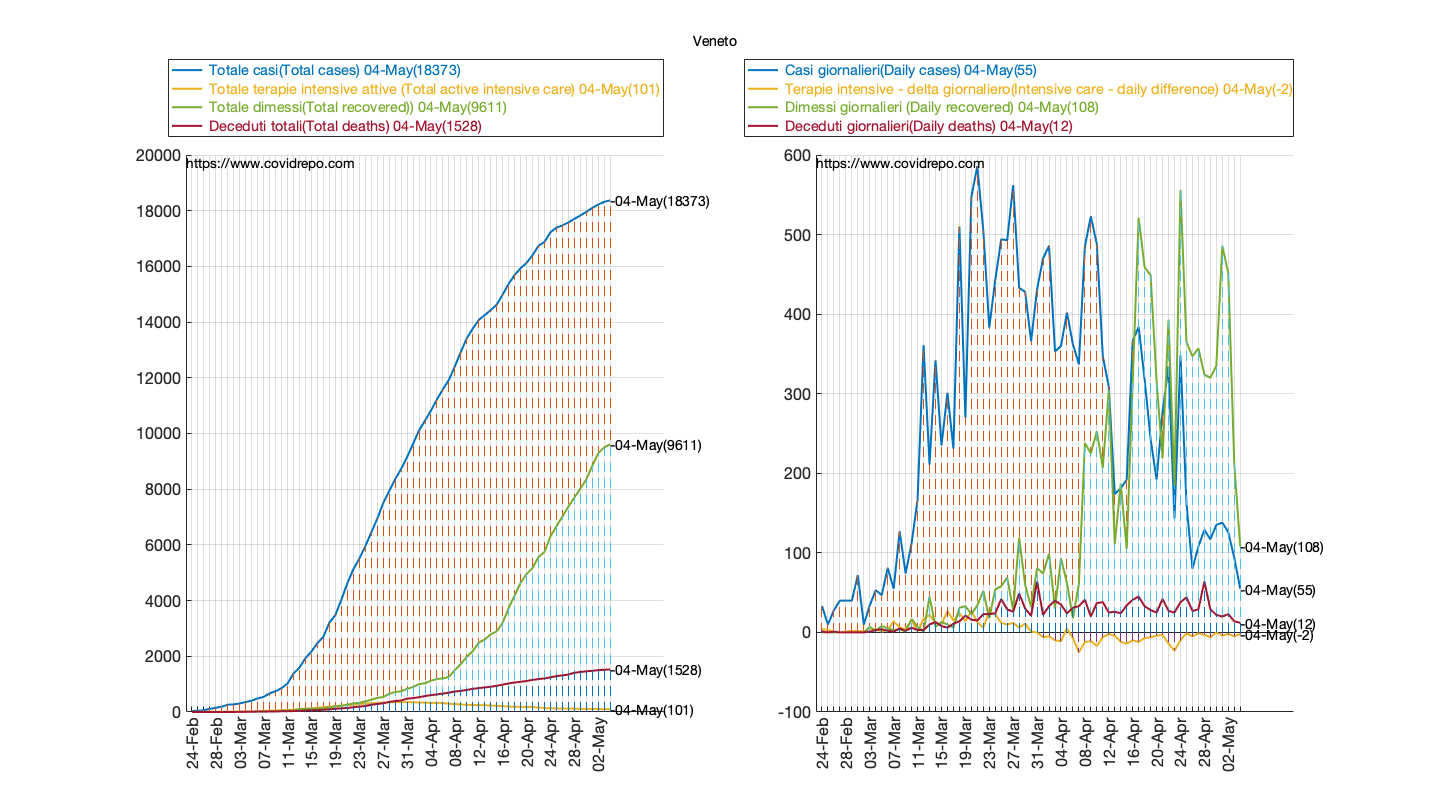 Veneto
Totale casi(Total cases) 04-May(18373)
Totale terapie intensive attive (Total active intensive care) 04-May(101)
Totale dimessi(Total recovered)) 04-May(9611)
Deceduti totali(Total deaths) 04-May(1528)
https://www.covidrepo.com
20000
18000
16000
14000
12000
10000
8000
6000
4000
2000
0
-04-May(18373)
-04-May(9611)
-04-May(1528)
-04-May(101)
24-Feb
28-Feb
03-Mar
07-Mar
11-Mar
15-Mar
19-Mar
23-Mar
27-Mar
31-Mar
04-Apr
08-Apr
12-Apr
16-Apr
20-Apr
24-Apr
28-Apr
02-May
Casi giornalieri(Daily cases) 04-May(55)
Terapie intensive - delta giornaliero(Intensive care - daily difference) 04-May(-2)
Dimessi giornalieri (Daily recovered) 04-May(108)
Deceduti giornalieri(Daily deaths) 04-May(12)
https://www.covidrepo.com
600
500
400
300
200
100
0
-100
-04-May(108)
-04-May(55)
-04-May(12)
-04-May(-2)
24-Feb
28-Feb
03-Mar
07-Mar
11-Mar
15-Mar
19-Mar
23-Mar
27-Mar
31-Mar
04-Apr
08-Apr
12-Apr
16-Apr
20-Apr
24-Apr
28-Apr
02-May